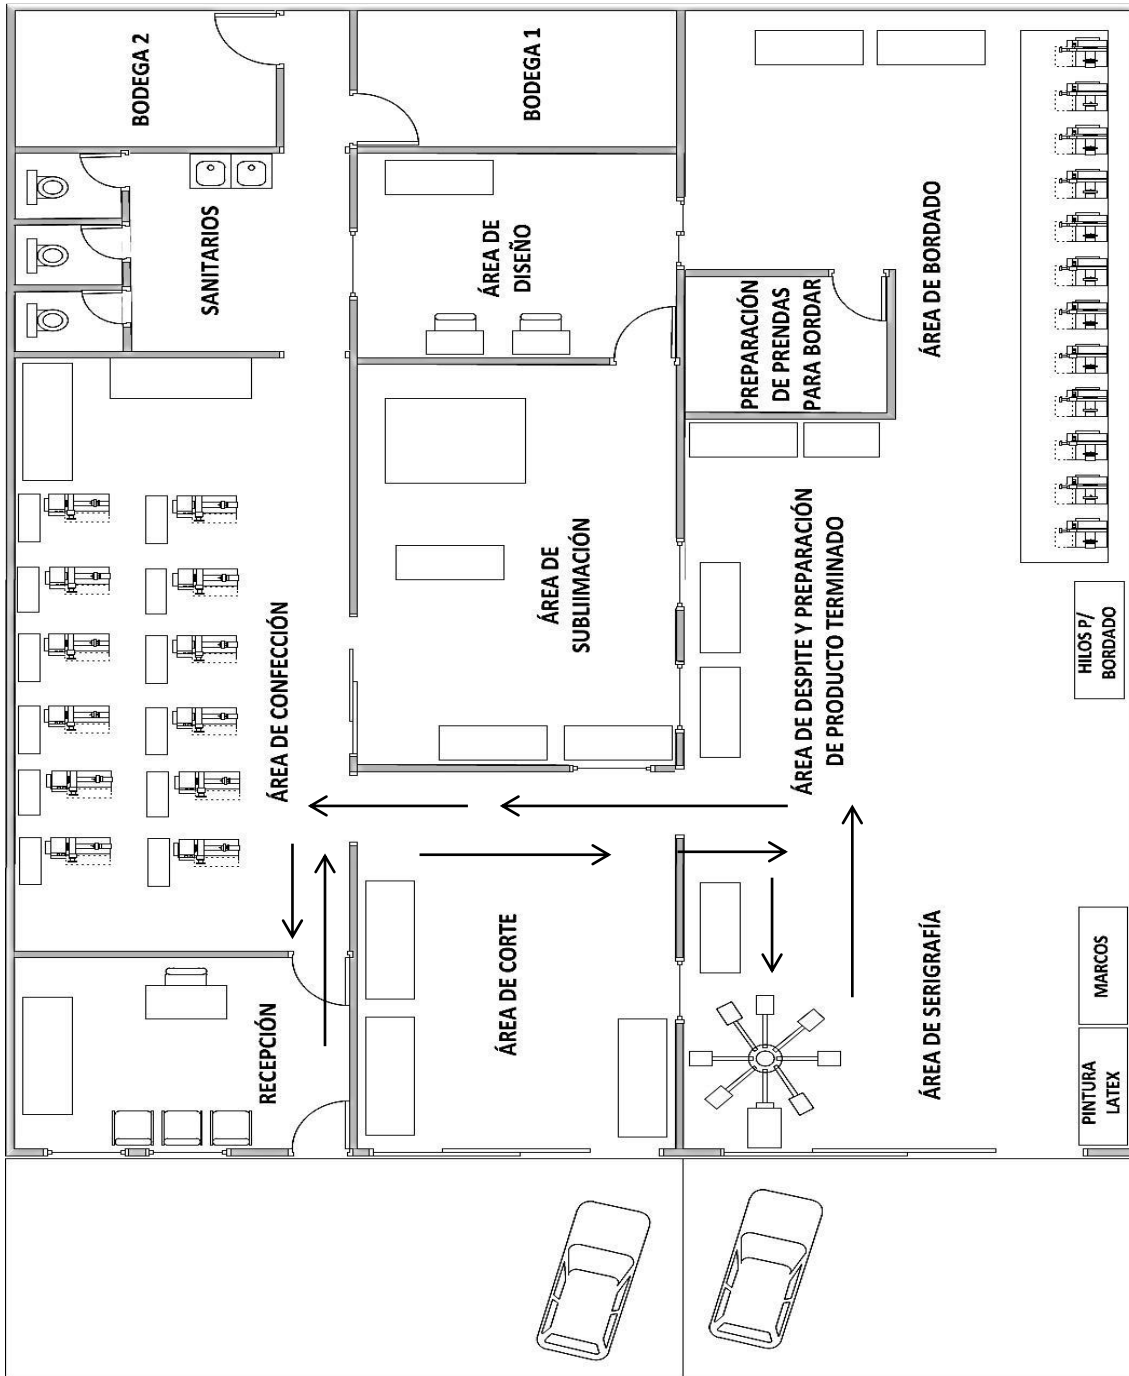 BODEGA 2
BODEGA 1
SANITARIOS
ÁREA DE
DISEÑO
PREPARACIÓN
DE PRENDAS
PARA BORDAR
ÁREA DE BORDADO
ÁREA DE CONFECCIÓN
ÁREA DE
SUBLIIMACIÓN
ÁREA DE DESPITE Y PREPARACIÓN
DE PRODUCTO TERMINADO
HILOS P/
BORDADO
RECEPCIÓN
ÁREA DE CORTE
ÁREA DE SERIGRAFÍA
MARCOS
PINTURA
LATEX